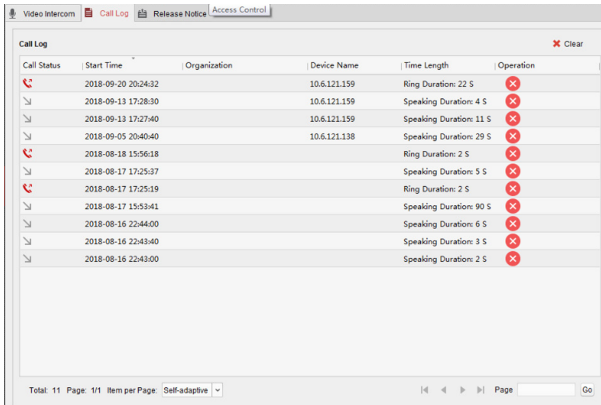 Video Intercom Call Log Release Notice Access Control
Call Log Clear
Call Status Start Time Organization Device Name Time Length Operation
2018-09-20 20:24:32 10.6.121.159 Ring Duration: 22 S
2018-09-13 17:28:30 10.6.121.159 Speaking Duration: 4 S
2018-09-13 17:27:40 10.6.121.159 Speaking Duration: 11 S
2018-09-05 20:40:40 10.6.121.138 Speaking Duration: 29 S
2018-08-18 15:56:18 Ring Duration: 2 S
2018-08-17 17:25:37 Speaking Duration: 5 S
2018-08-17 17:25:19 Ring Duration: 2 S
2018-08-17 15:53:41 Speaking Duration: 90 S
2018-08-16 22:44:00 Speaking Duration: 6 S
2018-08-16 22:43:40 Speaking Duration: 3 S
2018-08-16 22:43:00 Speaking Duration: 2 S
Total: 11 Page: 1/1 Item per Page: Self-adaptive Page Go